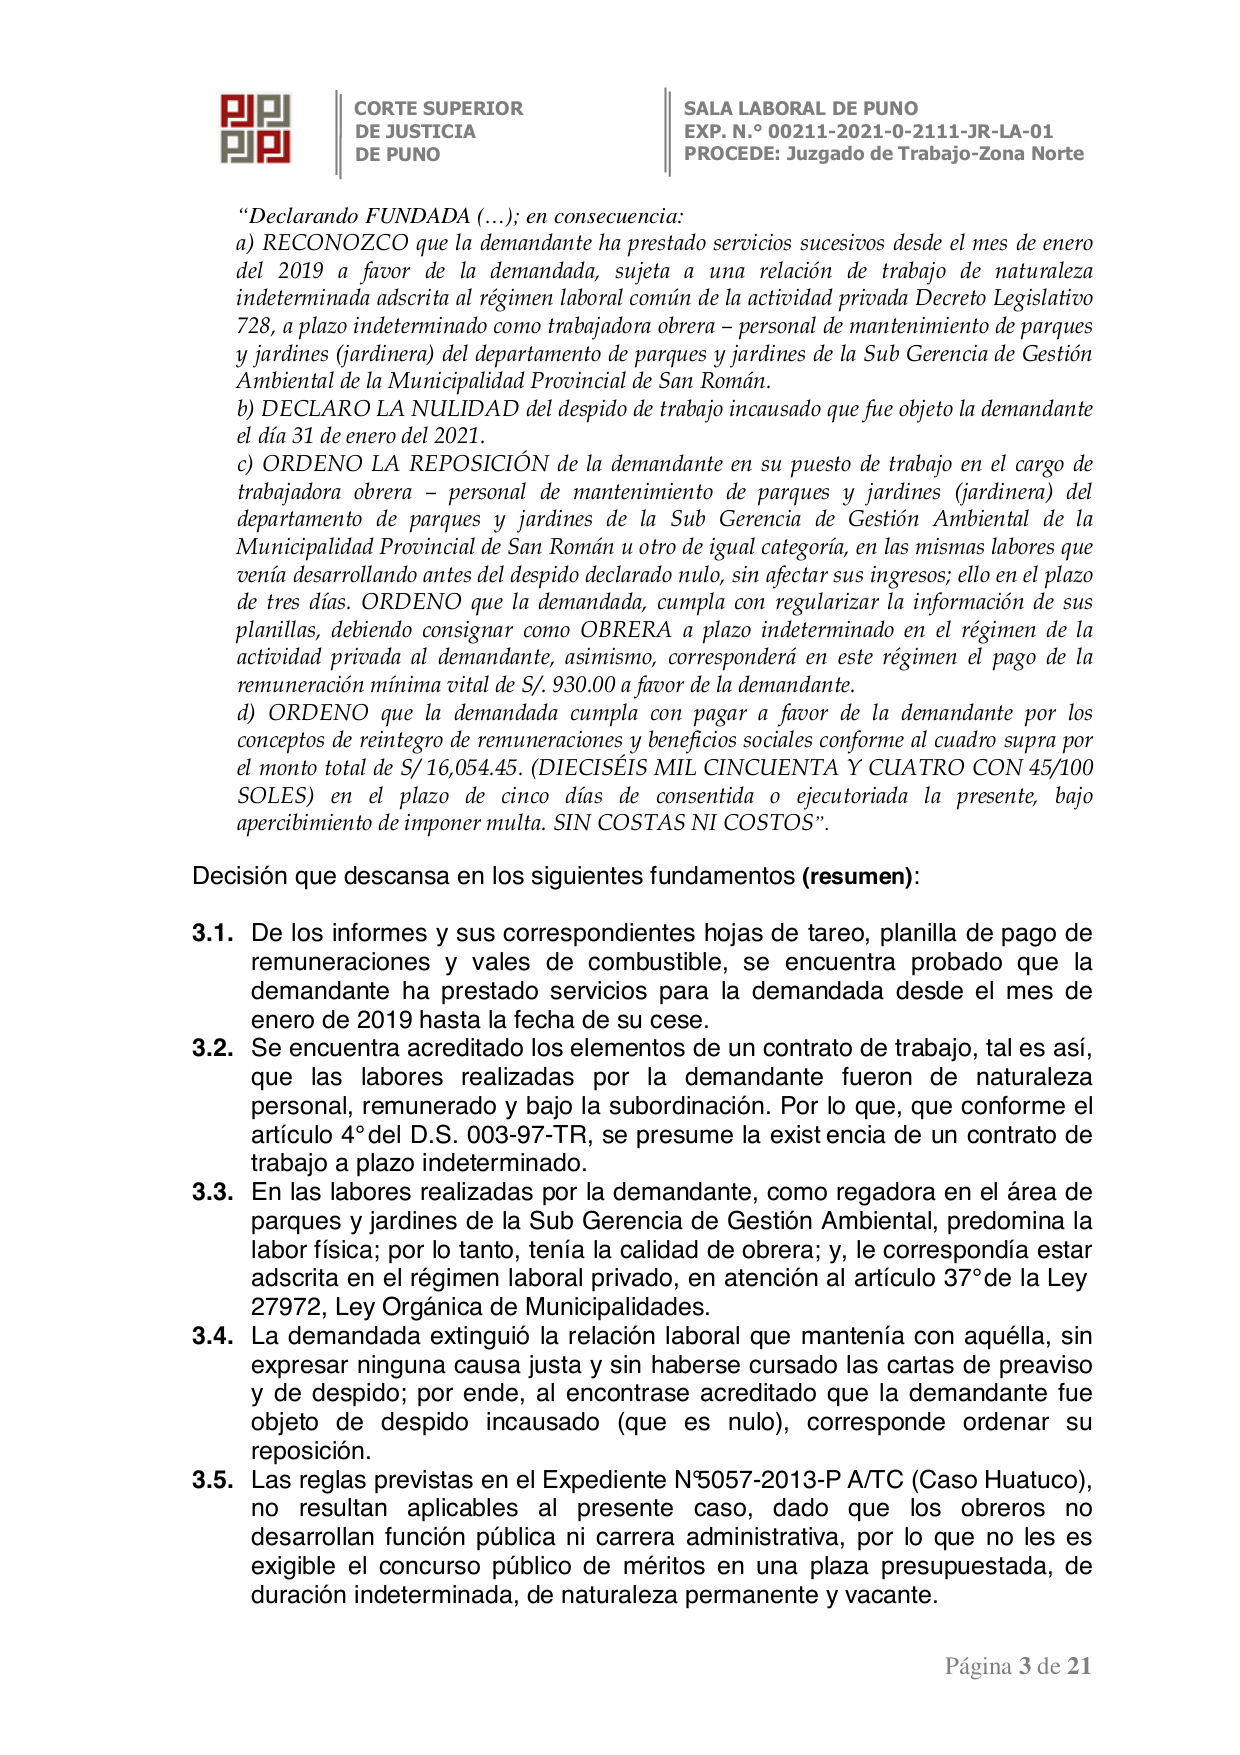 CORTE SUPERIOR
DE JUSTICIA
DE PUNO
SALA LABORAL DE PUNO
EXP. N.° 00211-2021-0-2111-JR-LA-01
PROCEDE: Juzgado de Trabajo-Zona Norte
“Declarando FUNDADA (…); en consecuencia:
a) RECONOZCO que la demandante ha prestado servicios sucesivos desde el mes de enero
del 2019 a favor de la demandada, sujeta a una relación de trabajo de naturaleza
indeterminada adscrita al régimen laboral común de la actividad privada Decreto Legislativo
728, a plazo indeterminado como trabajadora obrera – personal de mantenimiento de parques
y jardines (jardinera) del departamento de parques y jardines de la Sub Gerencia de Gestión
Ambiental de la Municipalidad Provincial de San Román.
b) DECLARO LA NULIDAD del despido de trabajo incausado que fue objeto la demandante
el día 31 de enero del 2021.
c) ORDENO LA REPOSICIÓN de la demandante en su puesto de trabajo en el cargo de
trabajadora obrera – personal de mantenimiento de parques y jardines (jardinera) del
departamento de parques y jardines de la Sub Gerencia de Gestión Ambiental de la
Municipalidad Provincial de San Román u otro de igual categoría, en las mismas labores que
venía desarrollando antes del despido declarado nulo, sin afectar sus ingresos; ello en el plazo
de tres días. ORDENO que la demandada, cumpla con regularizar la información de sus
planillas, debiendo consignar como OBRERA a plazo indeterminado en el régimen de la
actividad privada al demandante, asimismo, corresponderá en este régimen el pago de la
remuneración mínima vital de S/. 930.00 a favor de la demandante.
d) ORDENO que la demandada cumpla con pagar a favor de la demandante por los
conceptos de reintegro de remuneraciones y beneficios sociales conforme al cuadro supra por
el monto total de S/ 16,054.45. (DIECISÉIS MIL CINCUENTA Y CUATRO CON 45/100
SOLES) en el plazo de cinco días de consentida o ejecutoriada la presente, bajo
apercibimiento de imponer multa. SIN COSTAS NI COSTOS”.
Decisión que descansa en los siguientes fundamentos (resumen):
3.1. De los informes y sus correspondientes hojas de tareo, planilla de pago de
remuneraciones y vales de combustible, se encuentra probado que la
demandante ha prestado servicios para la demandada desde el mes de
enero de 2019 hasta la fecha de su cese.
3.2. Se encuentra acreditado los elementos de un contrato de trabajo, tal es así,
que las labores realizadas por la demandante fueron de naturaleza
personal, remunerado y bajo la subordinación. Por lo que, que conforme el
artículo 4° del D.S. 003-97-TR, se presume la exist encia de un contrato de
trabajo a plazo indeterminado.
3.3. En las labores realizadas por la demandante, como regadora en el área de
parques y jardines de la Sub Gerencia de Gestión Ambiental, predomina la
labor física; por lo tanto, tenía la calidad de obrera; y, le correspondía estar
adscrita en el régimen laboral privado, en atención al artículo 37° de la Ley
27972, Ley Orgánica de Municipalidades.
3.4. La demandada extinguió la relación laboral que mantenía con aquélla, sin
expresar ninguna causa justa y sin haberse cursado las cartas de preaviso
y de despido; por ende, al encontrase acreditado que la demandante fue
objeto de despido incausado (que es nulo), corresponde ordenar su
reposición.
3.5. Las reglas previstas en el Expediente N°5057-2013-P A/TC (Caso Huatuco),
no resultan aplicables al presente caso, dado que los obreros no
desarrollan función pública ni carrera administrativa, por lo que no les es
exigible el concurso público de méritos en una plaza presupuestada, de
duración indeterminada, de naturaleza permanente y vacante.
Página 3 de 21